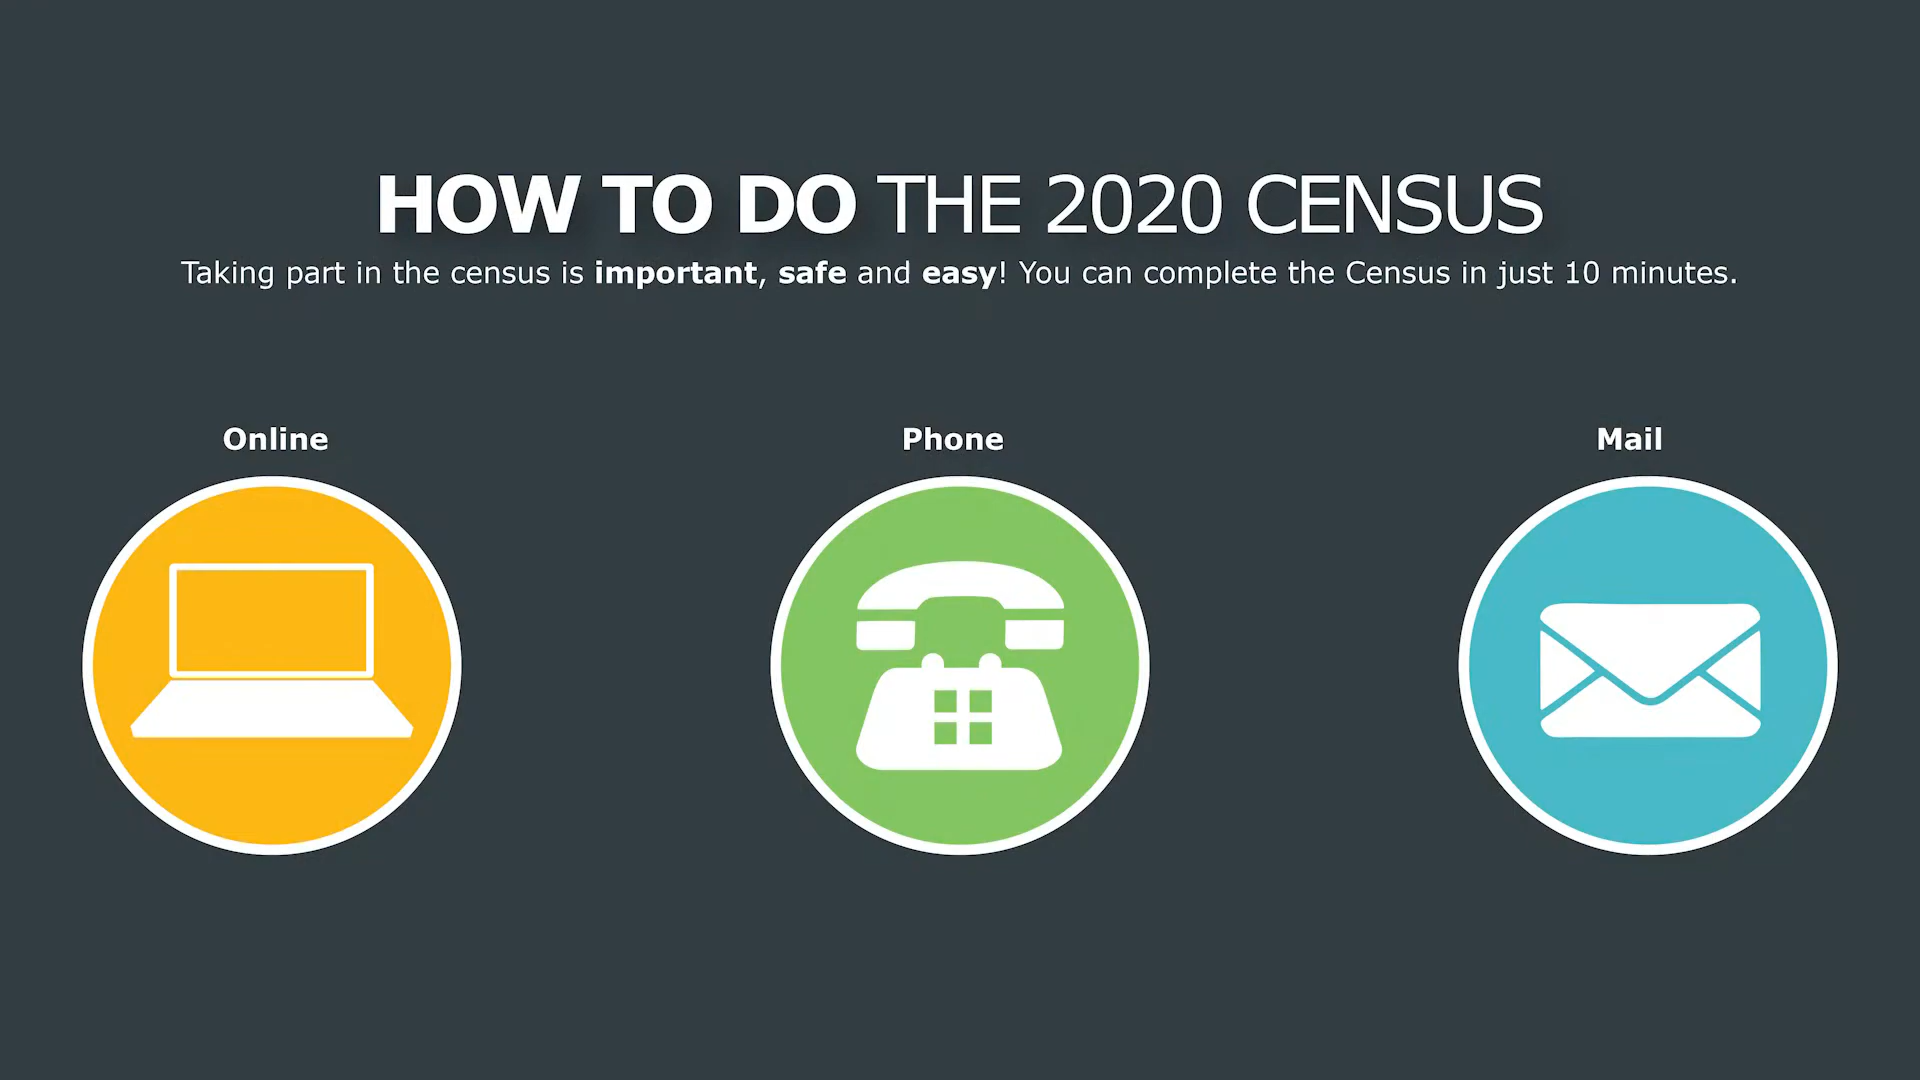 HOW TO DO THE 2020 CENSUS
Taking part in the census is important, safe and easy! You can complete the Census in just 10 minutes.
Online
Phone
Mail